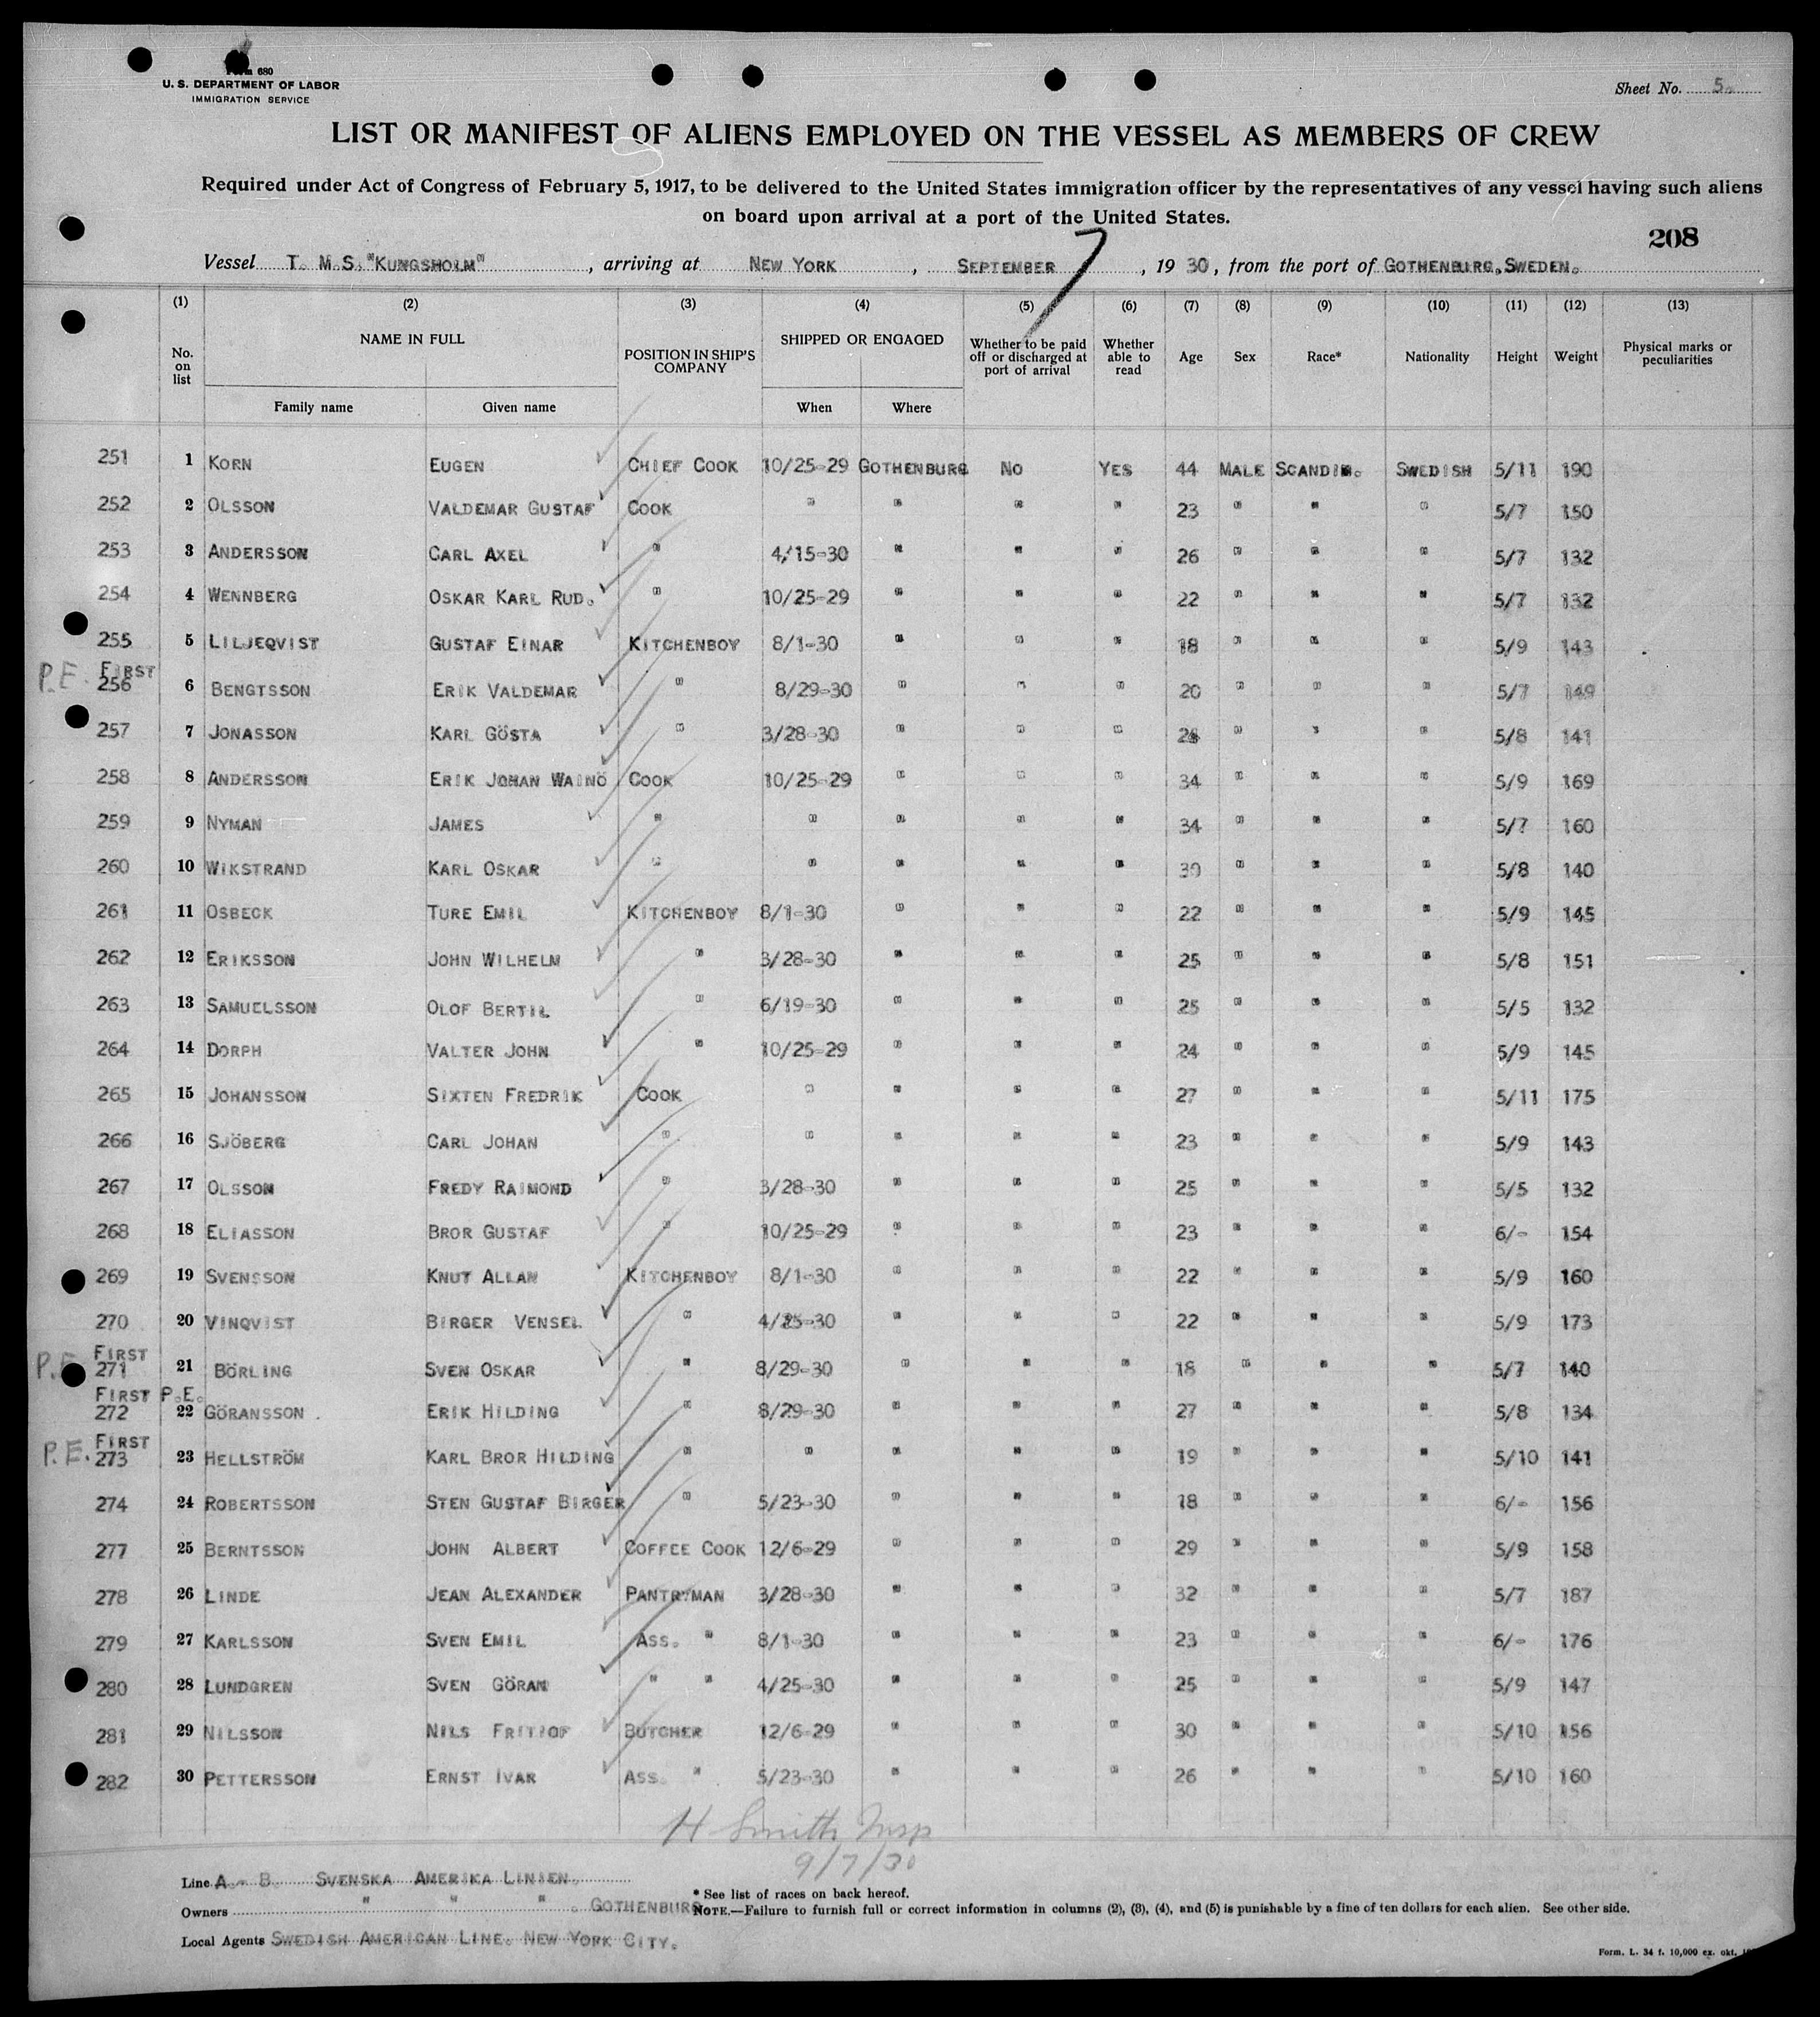 Form 680
U. S. DEPARTMENT OF LABOR
IMMIGRATION SERVICE
Sheet No. 5.
LIST OR MANIFEST OF ALIENS EMPLOYED ON THE VESSEL AS MEMBERS OF CREW
Required under Act of Congress of February 5, 1917, to be delivered to the United States immigration officer by the representatives of any vessel having such aliens
on board upon arrival at a port of the United States.
208
Vessel T. M.S. "KUNGSHOLM", arriving at NEW YORK, SEPTEMBER 7, 1930, from the port of GOTHENBURG, SWEDEN.
(1) (2) (3) (4) (5) (6) (7) (8) (9) (10) (11) (12) (13)
No. on list NAME IN FULL Family name Given name POSITION IN SHIP'S COMPANY SHIPPED OR ENGAGED When Where Whether to be paid off or discharged at port of arrival Whether able to read Age Sex Race* Nationality Height Weight Physical marks or peculiarities
251 1 KORN EUGEN CHIEF COOK 10/25-29 GOTHENBURG NO YES 44 MALE SCANDIN. SWEDISH 5/11 190
252 2 OLSSON VALDEMAR GUSTAF COOK " " " " 23 " " " 5/7 150
253 3 ANDERSSON CARL AXEL " 4/15-30 " " " 26 " " " 5/7 132
254 4 WENNBERG OSKAR KARL RUD. " 10/25-29 " " " 22 " " " 5/7 132
255 5 LILJEQVIST GUSTAF EINAR KITCHENBOY 8/1-30 " " " 18 " " " 5/9 143
P.E. FIRST
256 6 BENGTSSON ERIK VALDEMAR " 8/29-30 " " " 20 " " " 5/7 149
257 7 JONASSON KARL GÖSTA " 3/28-30 " " " " " " 5/8 141
258 8 ANDERSSON ERIK JOHAN WAINÖ COOK 10/25-29 " " " 34 " " " 5/9 169
259 9 NYMAN JAMES " " " " " 34 " " " 5/7 160
260 10 WIKSTRAND KARL OSKAR " " " " " 30 " " " 5/8 140
261 11 OSBECK TURE EMIL KITCHENBOY 8/1-30 " " " 22 " " " 5/9 145
262 12 ERIKSSON JOHN WILHELM " 3/28-30 " " " 25 " " " 5/8 151
263 13 SAMUELSSON OLOF BERTIL " 6/19-30 " " " 25 " " " 5/5 132
264 14 DORPH VALTER JOHN " 10/25-29 " " " 24 " " " 5/9 145
265 15 JOHANSSON SIXTEN FREDRIK COOK " " " " 27 " " " 5/11 175
266 16 SJÖBERG CARL JOHAN " " " " " 23 " " " 5/9 143
267 17 OLSSON FREDY RAIMOND " 3/28-30 " " " 25 " " " 5/5 132
268 18 ELIASSON BROR GUSTAF " 10/25-29 " " " 23 " " " 6/- 154
269 19 SVENSSON KNUT ALLAN KITCHENBOY 8/1-30 " " " 22 " " " 5/9 160
270 20 VINQVIST BIRGER VENSEL " 4/25-30 " " " 22 " " " 5/9 173
P.E. FIRST
271 21 BÖRLING SVEN OSKAR " 8/29-30 " " " 18 " " " 5/7 140
FIRST P.E.
272 22 GÖRANSSON ERIK HILDING " 8/29-30 " " " 27 " " " 5/8 134
P.E. FIRST
273 23 HELLSTRÖM KARL BROR HILDING " " " " " 19 " " " 5/10 141
274 24 ROBERTSSON STEN GUSTAF BIRGER " 5/23-30 " " " 18 " " " 6/- 156
277 25 BERNTSSON JOHN ALBERT COFFEE COOK 12/6-29 " " " 29 " " " 5/9 158
278 26 LINDE JEAN ALEXANDER PANTRYMAN 3/28-30 " " " 32 " " " 5/7 187
279 27 KARLSSON SVEN EMIL ASS. " 8/1-30 " " " 23 " " " 6/- 176
280 28 LUNDGREN SVEN GÖRAN " " 4/25-30 " " " 25 " " " 5/9 147
281 29 NILSSON NILS FRITIOF BUTCHER 12/6-29 " " " 30 " " " 5/10 156
282 30 PETTERSSON ERNST IVAR ASS. " 5/23-30 " " " 26 " " " 5/10 160
H Smith Insp
9/7/30
Line A.- B. SVENSKA AMERIKA LINIEN.
* See list of races on back hereof.
Owners " " " . GOTHENBURG.
NOTE.—Failure to furnish full or correct information in columns (2), (3), (4), and (5) is punishable by a fine of ten dollars for each alien. See other side.
Local Agents SWEDISH AMERICAN LINE. NEW YORK CITY.
Form. L. 34 f. 10,000 ex. okt.